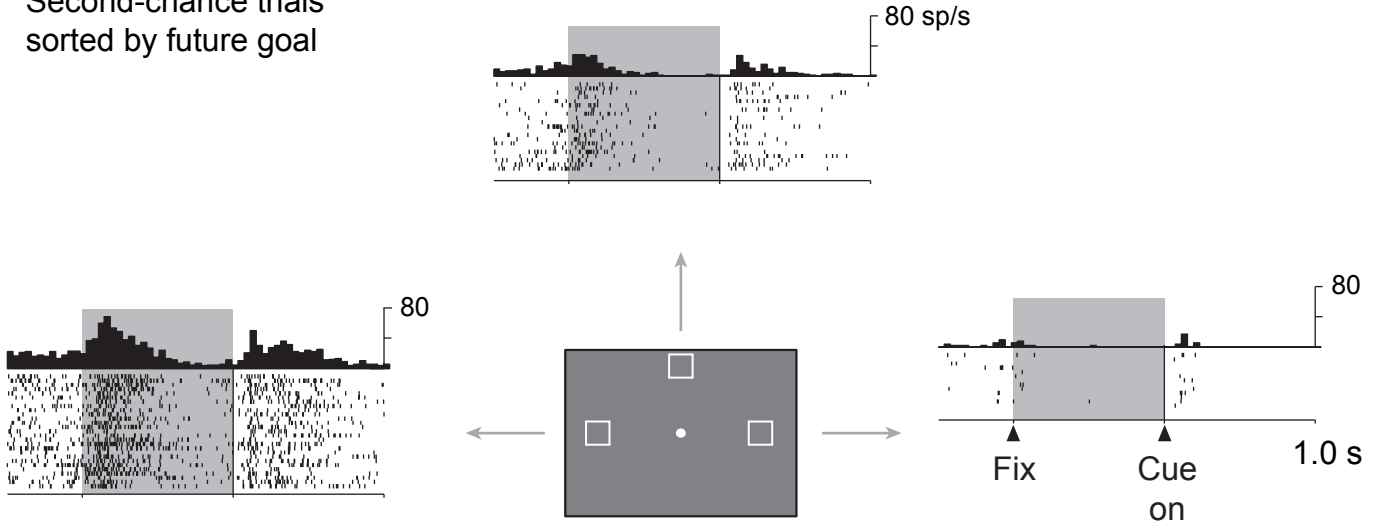 Second-chance trials
sorted by future goal
80 sp/s
80
80
Fix
Cue
on
1.0 s